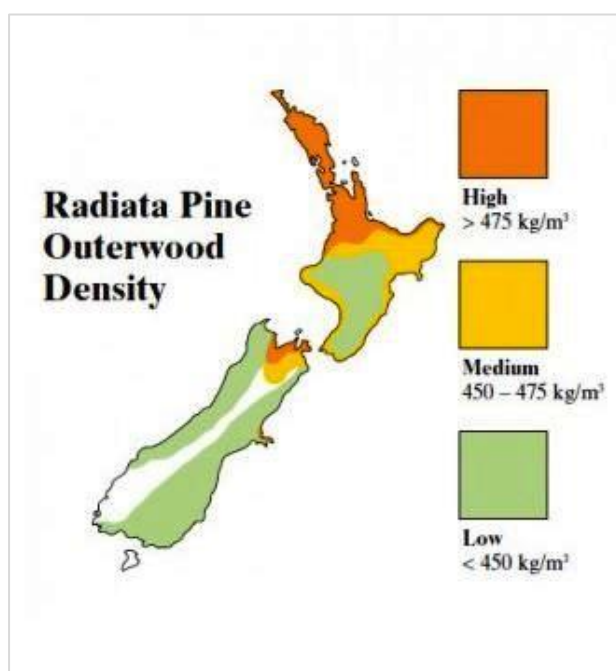 Radiata Pine
Outerwood
Density
High
> 475 kg/m³
Medium
450 – 475 kg/m³
Low
< 450 kg/m³